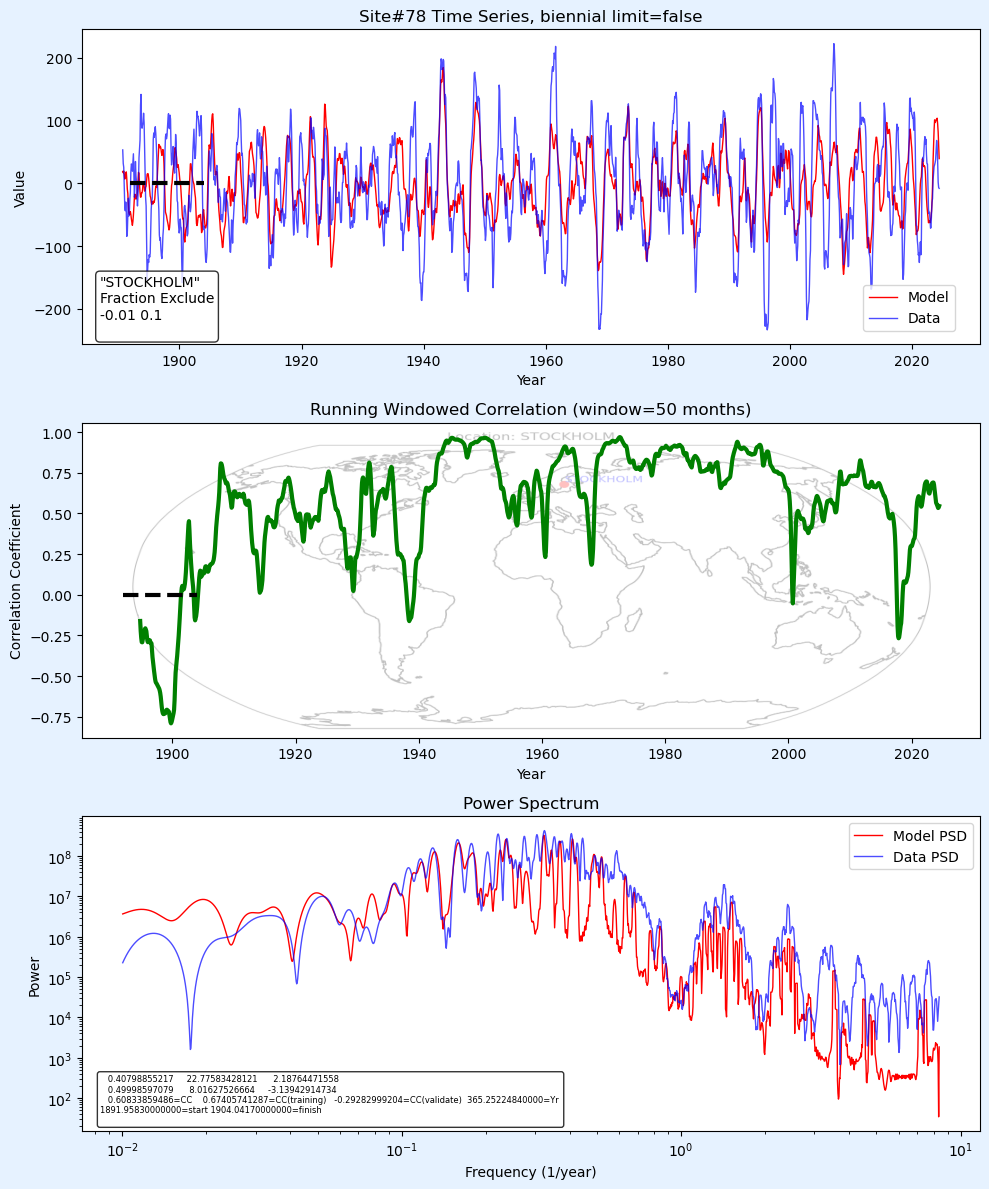 Site#78 Time Series, biennial limit=false
Value
200
100
0
−100
−200
"STOCKHOLM"
Fraction Exclude
-0.01 0.1
Model
Data
1900 1920 1940 1960 1980 2000 2020
Year
Running Windowed Correlation (window=50 months)
Correlation Coefficient
1.00
0.75
0.50
0.25
0.00
−0.25
−0.50
−0.75
Location: STOCKHOLM
STOCKHOLM
1900 1920 1940 1960 1980 2000 2020
Year
Power Spectrum
Power
10^8
10^7
10^6
10^5
10^4
10^3
10^2
Model PSD
Data PSD
0.40798855217 22.77583428121 2.18764471558
0.49998597079 8.01627526664 -3.13942914734
0.60833859486=CC 0.67405741287=CC(training) -0.29282999204=CC(validate) 365.25224840000=Yr
1891.95830000000=start 1904.04170000000=finish
10^−2 10^−1 10^0 10^1
Frequency (1/year)